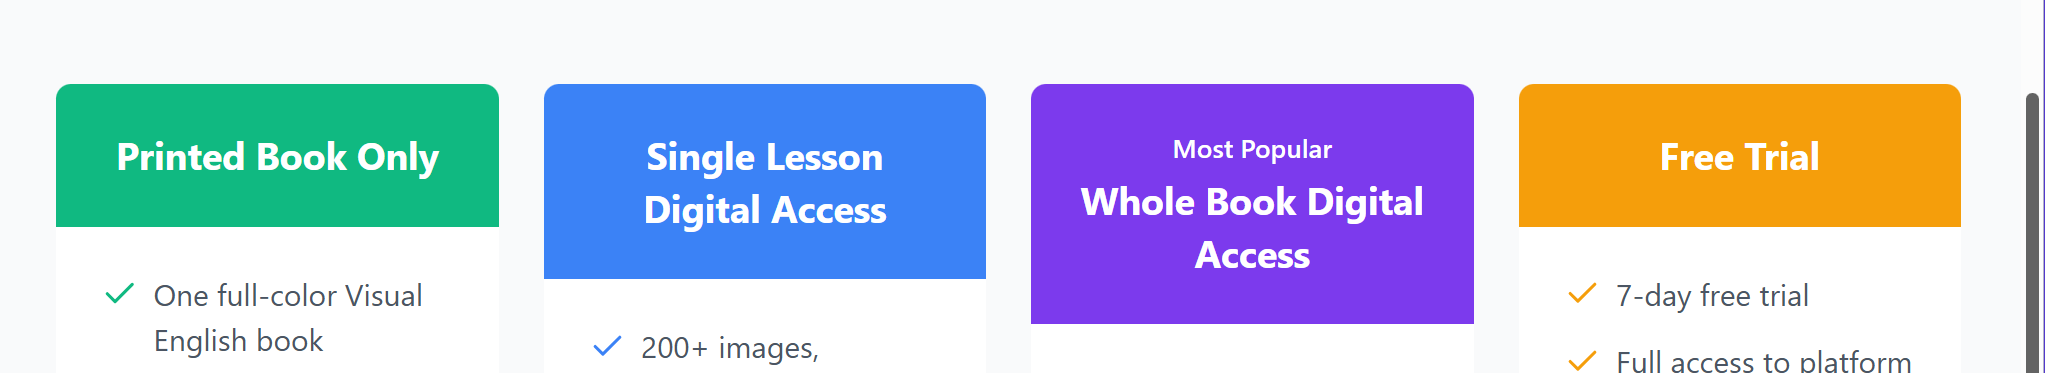 Printed Book Only
One full-color Visual
English book
Single Lesson
Digital Access
200+ images,
Most Popular
Whole Book Digital
Access
Free Trial
7-day free trial
Full access to platform